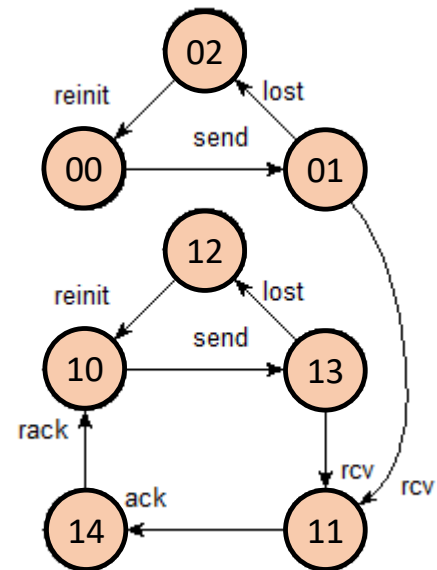 02
reinit
lost
send
00
01
12
reinit
lost
send
10
13
rack
rcv
rcv
ack
14
11